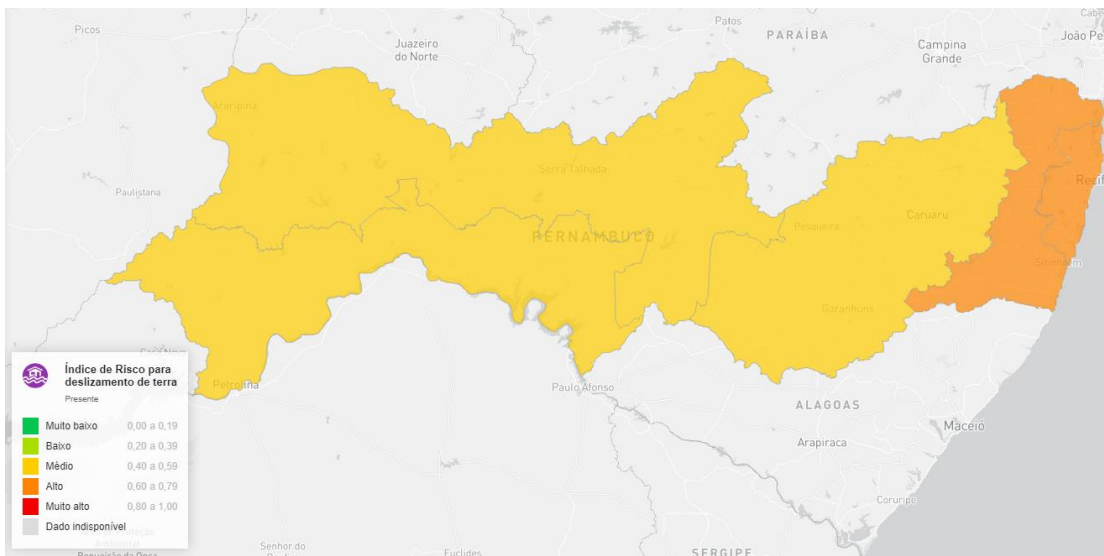 Picos
Juazeiro
do Norte
Patos
PARAÍBA
Campina
Grande
João Pe
Araripina
Paulistana
Serra Talhada
PERNAMBUCO
Pesqueira
Caruaru
Recif
Garanhuns
Petrolina
Paulo Afonso
ALAGOAS
Maceió
Arapiraca
Coruripe
SERGIPE
Senhor do
Euclides
Índice de Risco para
deslizamento de terra
Presente
Muito baixo 0,00 a 0,19
Baixo 0,20 a 0,39
Médio 0,40 a 0,59
Alto 0,60 a 0,79
Muito alto 0,80 a 1,00
Dado indisponível